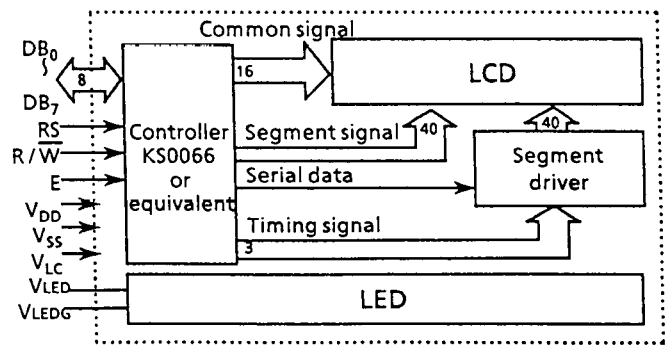 Common signal
DB0
8
16
LCD
DB7
RS
R / W
E
Controller
KS0066
or
equivalent
Segment signal
40
40
Serial data
Segment
driver
Timing signal
3
VDD
VSS
VLC
VLED
VLEDG
LED